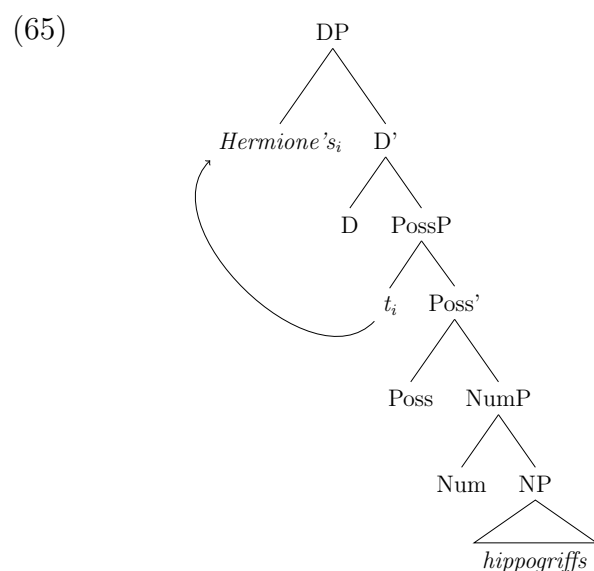 (65)
DP
Hermione'sᵢ D'
D PossP
tᵢ Poss'
Poss NumP
Num NP
hippogriffs